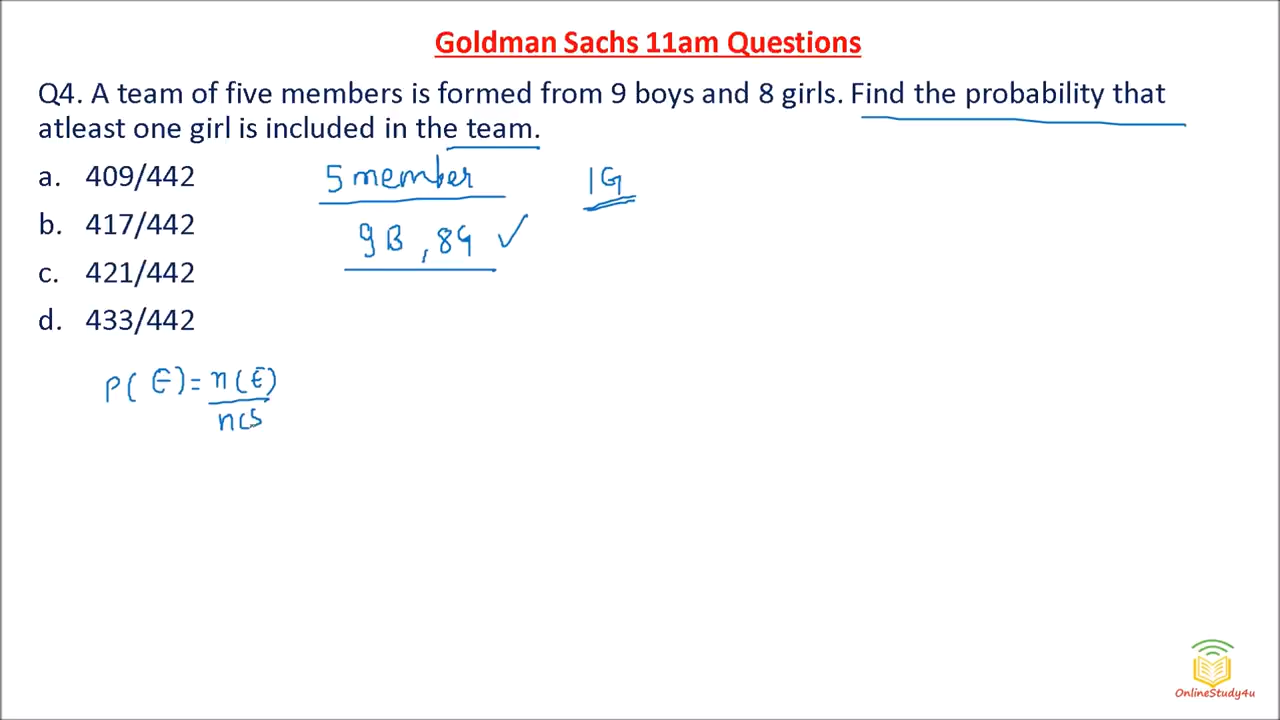 Goldman Sachs 11am Questions
Q4. A team of five members is formed from 9 boys and 8 girls. Find the probability that
atleast one girl is included in the team.
a. 409/442
b. 417/442
c. 421/442
d. 433/442
5 member
1G
9B, 8G ✓
P(E) = n(E)
n(S
OnlineStudy4u